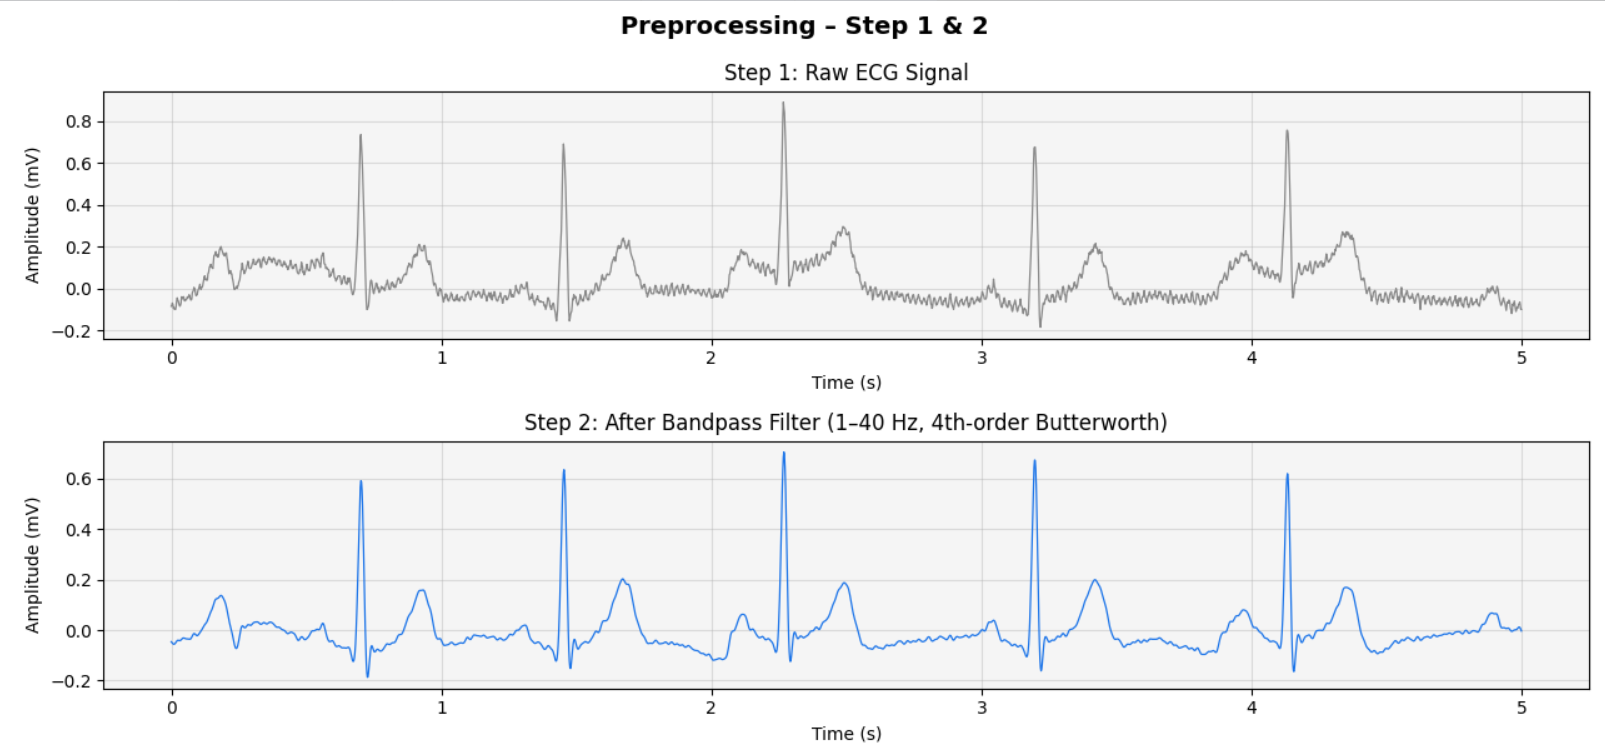 Preprocessing – Step 1 & 2
Step 1: Raw ECG Signal
Amplitude (mV)
0.8
0.6
0.4
0.2
0.0
−0.2
0 1 2 3 4 5
Time (s)
Step 2: After Bandpass Filter (1–40 Hz, 4th-order Butterworth)
Amplitude (mV)
0.6
0.4
0.2
0.0
−0.2
0 1 2 3 4 5
Time (s)